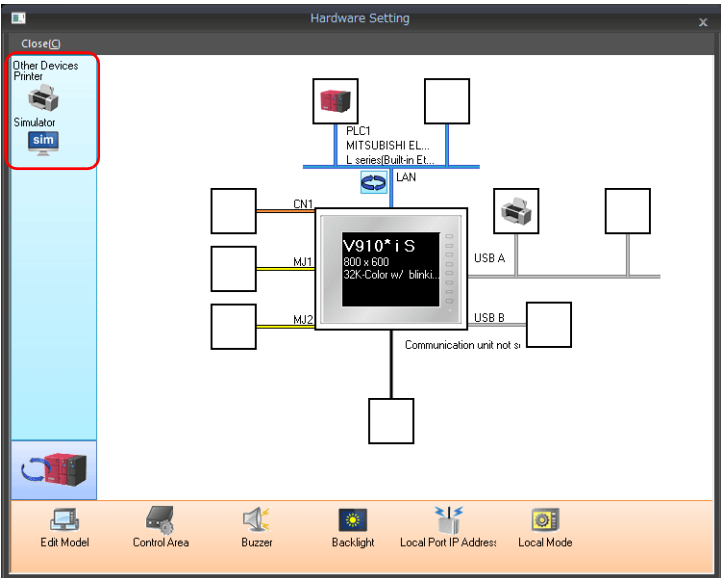 Hardware Setting
x
Close(C)
Other Devices
Printer
Simulator
sim
PLC1
MITSUBISHI EL...
L series(Built-in Et...
LAN
CN1
V910* i S
800 x 600
32K-Color w/ blinki...
MJ1
USB A
MJ2
USB B
Communication unit not s
Edit Model
Control Area
Buzzer
Backlight
Local Port IP Address
Local Mode